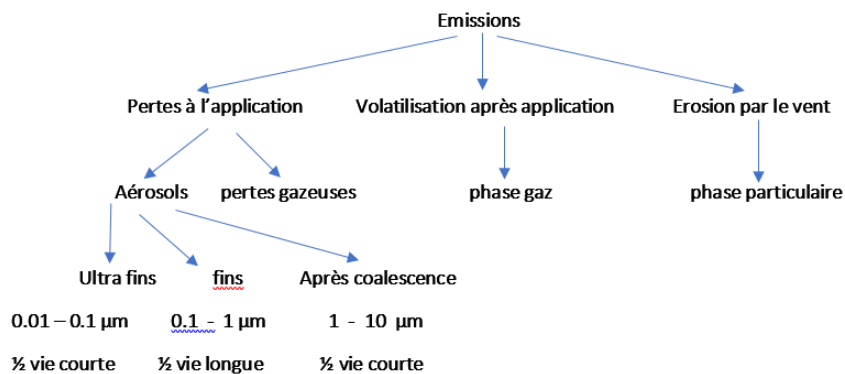 Emissions
Pertes à l'application Volatilisation après application Erosion par le vent
Aérosols pertes gazeuses phase gaz phase particulaire
Ultra fins fins Après coalescence
0.01 – 0.1 µm 0.1 - 1 µm 1 - 10 µm
½ vie courte ½ vie longue ½ vie courte